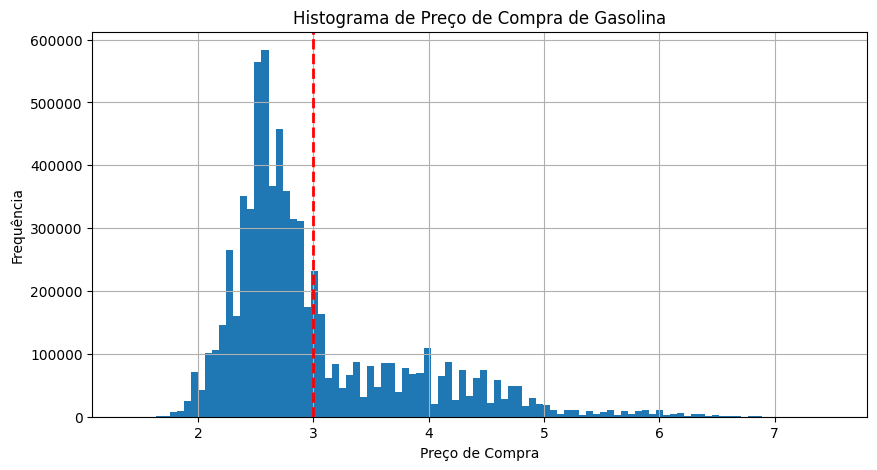 Histograma de Preço de Compra de Gasolina
600000
500000
400000
300000
200000
100000
0
Frequência
2 3 4 5 6 7
Preço de Compra